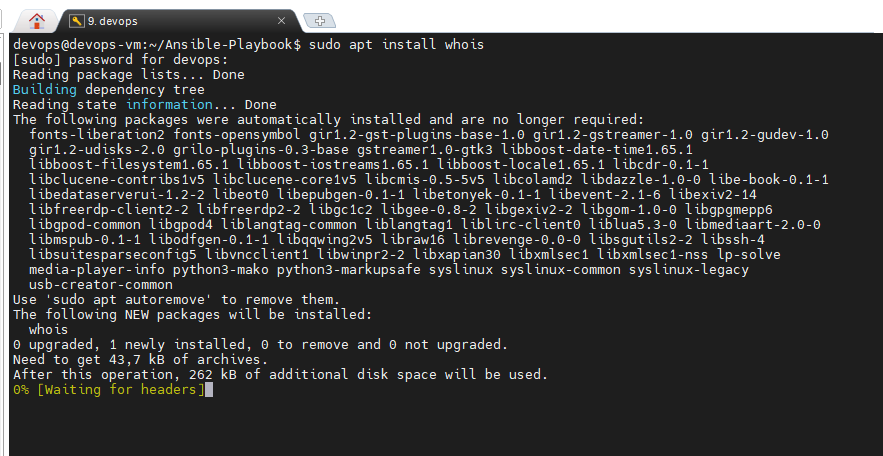 9. devops
devops@devops-vm:~/Ansible-Playbook$ sudo apt install whois
[sudo] password for devops:
Reading package lists... Done
Building dependency tree
Reading state information... Done
The following packages were automatically installed and are no longer required:
  fonts-liberation2 fonts-opensymbol gir1.2-gst-plugins-base-1.0 gir1.2-gstreamer-1.0 gir1.2-gudev-1.0
  gir1.2-udisks-2.0 grilo-plugins-0.3-base gstreamer1.0-gtk3 libboost-date-time1.65.1
  libboost-filesystem1.65.1 libboost-iostreams1.65.1 libboost-locale1.65.1 libcdr-0.1-1
  libclucene-contribs1v5 libclucene-core1v5 libcmis-0.5-5v5 libcolamd2 libdazzle-1.0-0 libe-book-0.1-1
  libedataserverui-1.2-2 libeot0 libepubgen-0.1-1 libetonyek-0.1-1 libevent-2.1-6 libexiv2-14
  libfreerdp-client2-2 libfreerdp2-2 libgc1c2 libgee-0.8-2 libgexiv2-2 libgom-1.0-0 libgpgmepp6
  libgpod-common libgpod4 liblangtag-common liblangtag1 liblirc-client0 liblua5.3-0 libmediaart-2.0-0
  libmspub-0.1-1 libodfgen-0.1-1 libqqwing2v5 libraw16 librevenge-0.0-0 libsgutils2-2 libssh-4
  libsuitesparseconfig5 libvncclient1 libwinpr2-2 libxapian30 libxmlsec1 libxmlsec1-nss lp-solve
  media-player-info python3-mako python3-markupsafe syslinux syslinux-common syslinux-legacy
  usb-creator-common
Use 'sudo apt autoremove' to remove them.
The following NEW packages will be installed:
  whois
0 upgraded, 1 newly installed, 0 to remove and 0 not upgraded.
Need to get 43,7 kB of archives.
After this operation, 262 kB of additional disk space will be used.
0% [Waiting for headers]